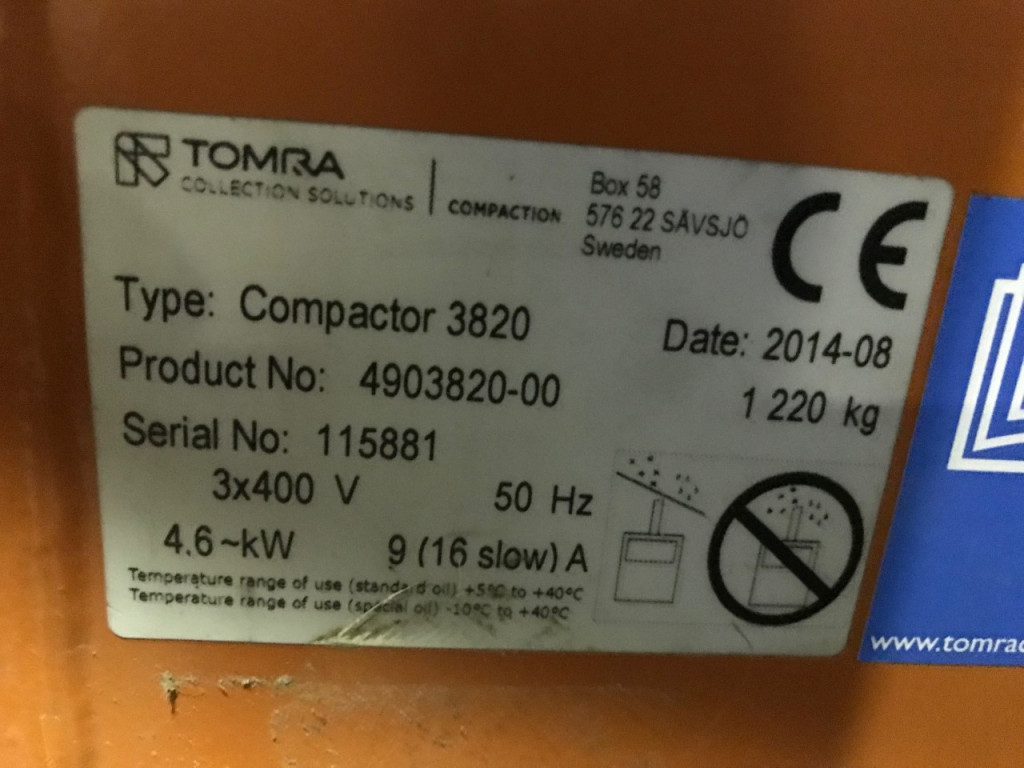 TOMRA
COLLECTION SOLUTIONS
COMPACTION
Box 58
576 22 SÄVSJÖ
Sweden
CE
Type: Compactor 3820
Date: 2014-08
Product No: 4903820-00
1 220 kg
Serial No: 115881
3x400 V 50 Hz
4.6 ~kW 9 (16 slow) A
Temperature range of use (standard oil) +5°C to +40°C
Temperature range of use (special oil) -10°C to +40°C
www.tomra